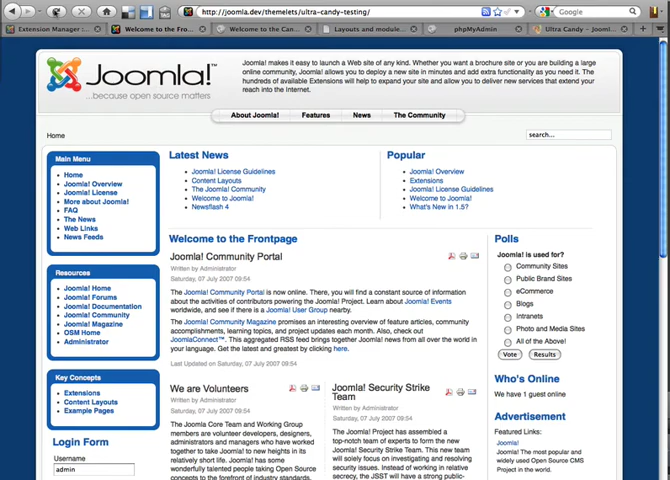 http://joomla.dev/themelets/ultra-candy-testing/
Google
Extension Manager :...
Welcome to the Fro...
Welcome to the Can...
Layouts and module...
phpMyAdmin
Ultra Candy – Jooml...
Joomla!™
...because open source matters
Joomla! makes it easy to launch a Web site of any kind. Whether you want a brochure site or you are building a large
online community, Joomla! allows you to deploy a new site in minutes and add extra functionality as you need it. The
hundreds of available Extensions will help to expand your site and allow you to deliver new services that extend your
reach into the Internet.
About Joomla!
Features
News
The Community
Home
search...
Main Menu
Home
Joomla! Overview
Joomla! License
More about Joomla!
FAQ
The News
Web Links
News Feeds
Resources
Joomla! Home
Joomla! Forums
Joomla! Documentation
Joomla! Community
Joomla! Magazine
OSM Home
Administrator
Key Concepts
Extensions
Content Layouts
Example Pages
Login Form
Username
admin
Latest News
Joomla! License Guidelines
Content Layouts
The Joomla! Community
Welcome to Joomla!
Newsflash 4
Popular
Joomla! Overview
Extensions
Joomla! License Guidelines
Welcome to Joomla!
What's New in 1.5?
Welcome to the Frontpage
Joomla! Community Portal
Written by Administrator
Saturday, 07 July 2007 09:54
The Joomla! Community Portal is now online. There, you will find a constant source of information
about the activities of contributors powering the Joomla! Project. Learn about Joomla! Events
worldwide, and see if there is a Joomla! User Group nearby.
The Joomla! Community Magazine promises an interesting overview of feature articles, community
accomplishments, learning topics, and project updates each month. Also, check out
JoomlaConnect™. This aggregated RSS feed brings together Joomla! news from all over the world in
your language. Get the latest and greatest by clicking here.
Last Updated on Saturday, 07 July 2007 09:54
We are Volunteers
Written by Administrator
Saturday, 07 July 2007 09:54
The Joomla Core Team and Working Group
members are volunteer developers, designers,
administrators and managers who have worked
together to take Joomla! to new heights in its
relatively short life. Joomla! has some
wonderfully talented people taking Open Source
concepts to the forefront of industry standards.
Joomla! Security Strike
Team
Written by Administrator
Saturday, 07 July 2007 09:54
The Joomla! Project has assembled a
top-notch team of experts to form the new
Joomla! Security Strike Team. This new team
will solely focus on investigating and resolving
security issues. Instead of working in relative
secrecy, the JSST will have a strong public-
Polls
Joomla! is used for?
Community Sites
Public Brand Sites
eCommerce
Blogs
Intranets
Photo and Media Sites
All of the Above!
Vote
Results
Who's Online
We have 1 guest online
Advertisement
Featured Links:
Joomla!
Joomla! The most popular and
widely used Open Source CMS
Project in the world.